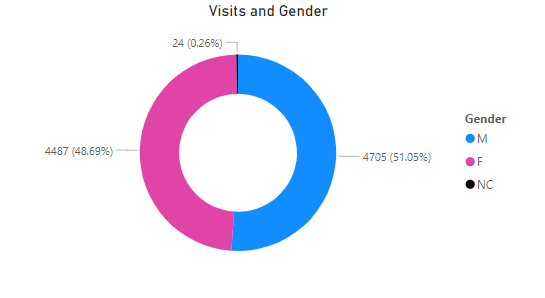 Visits and Gender
24 (0.26%)
4487 (48.69%)
4705 (51.05%)
Gender
M
F
NC